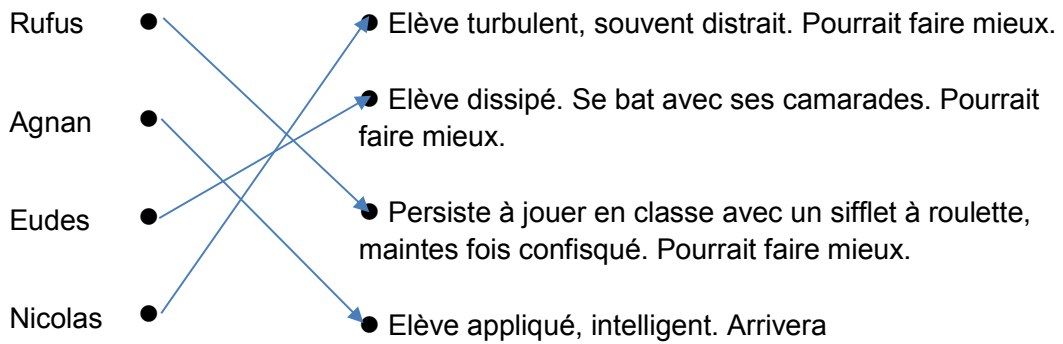 Rufus ● ● Elève turbulent, souvent distrait. Pourrait faire mieux.
Agnan ● ● Elève dissipé. Se bat avec ses camarades. Pourrait
faire mieux.
Eudes ● ● Persiste à jouer en classe avec un sifflet à roulette,
maintes fois confisqué. Pourrait faire mieux.
Nicolas ● ● Elève appliqué, intelligent. Arrivera